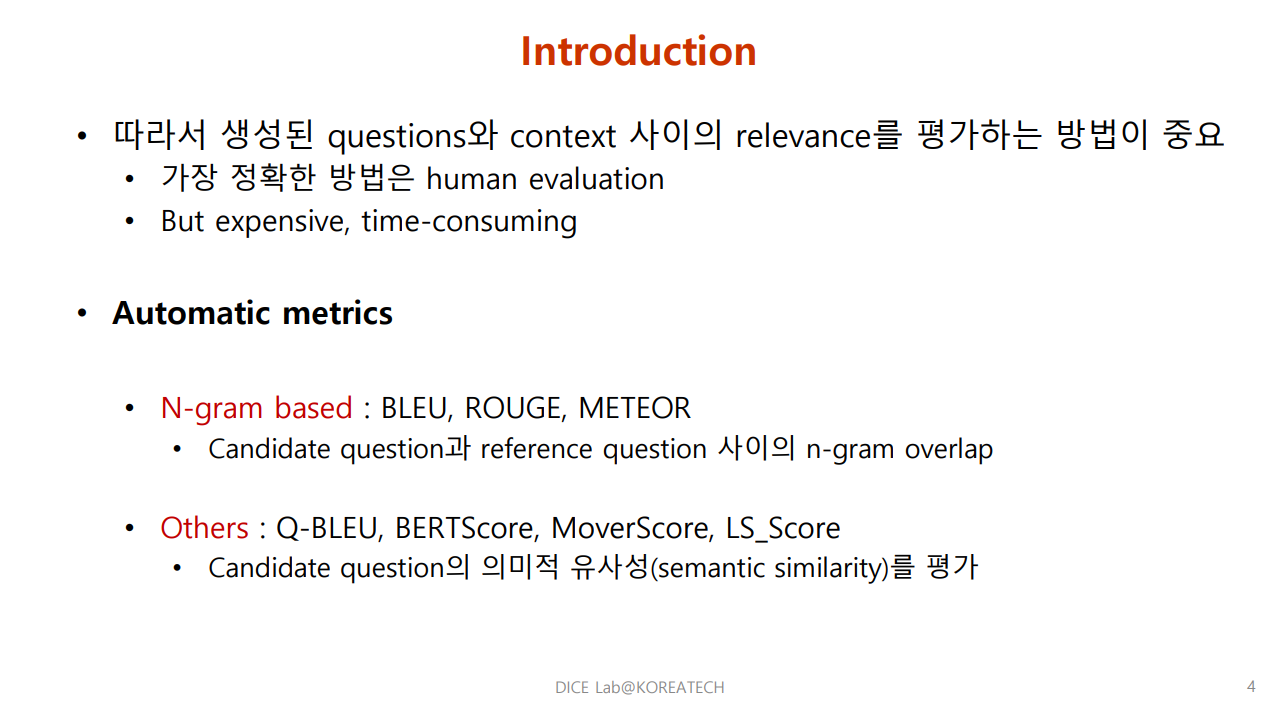 Introduction
• 따라서 생성된 questions와 context 사이의 relevance를 평가하는 방법이 중요
• 가장 정확한 방법은 human evaluation
• But expensive, time-consuming
• Automatic metrics
• N-gram based : BLEU, ROUGE, METEOR
• Candidate question과 reference question 사이의 n-gram overlap
• Others : Q-BLEU, BERTScore, MoverScore, LS_Score
• Candidate question의 의미적 유사성(semantic similarity)를 평가
DICE Lab@KOREATECH
4